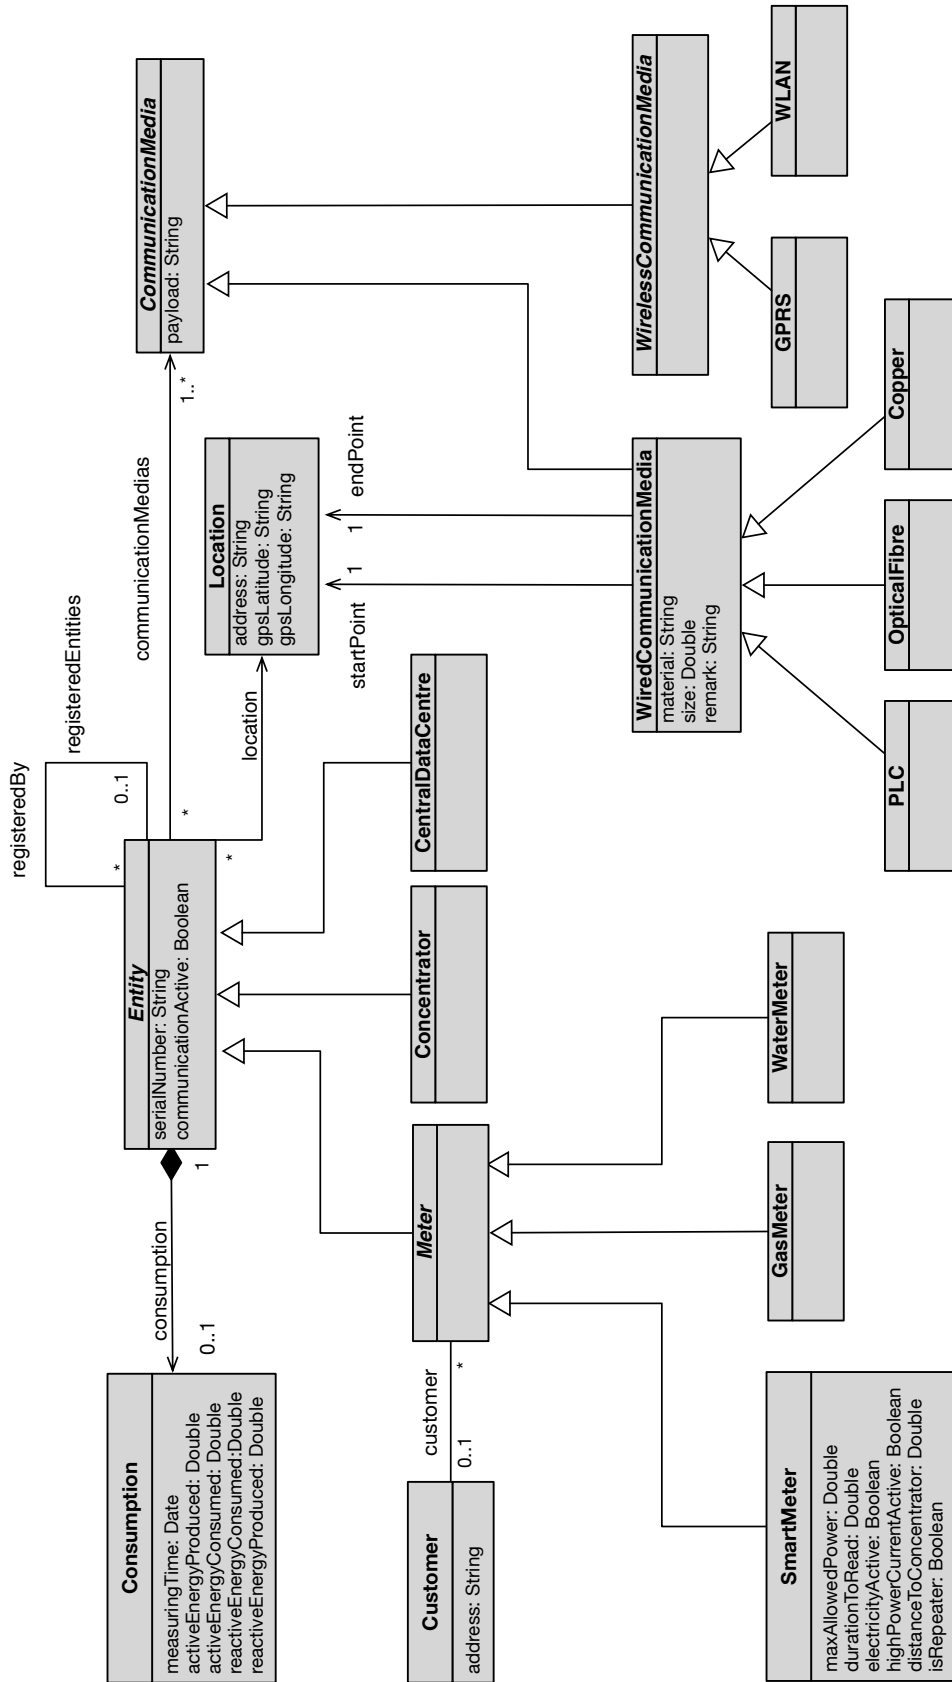 Consumption
measuringTime: Date
activeEnergyProduced: Double
activeEnergyConsumed: Double
reactiveEnergyConsumed:Double
reactiveEnergyProduced: Double
consumption
0..1
1
Entity
serialNumber: String
communicationActive: Boolean
registeredBy
*
0..1
registeredEntities
*
communicationMedias
1..*
CommunicationMedia
payload: String
*
location
Location
address: String
gpsLatitude: String
gpsLongitude: String
startPoint
1
1
endPoint
Customer
address: String
customer
0..1
*
Meter
Concentrator
CentralDataCentre
WiredCommunicationMedia
material: String
size: Double
remark: String
WirelessCommunicationMedia
SmartMeter
maxAllowedPower: Double
durationToRead: Double
electricityActive: Boolean
highPowerCurrentActive: Boolean
distanceToConcentrator: Double
isRepeater: Boolean
GasMeter
WaterMeter
GPRS
WLAN
PLC
OpticalFibre
Copper